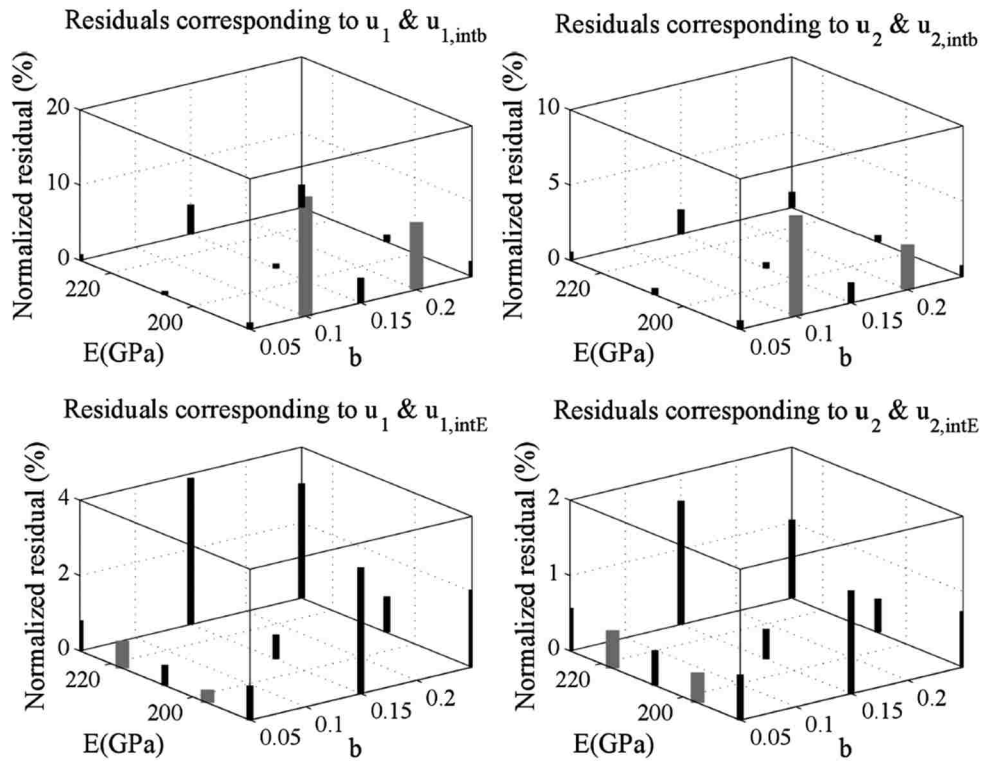 Residuals corresponding to u1 & u1,intb
Normalized residual (%)
20
10
0
220
200
E(GPa)
0.05
0.1
0.15
0.2
b
Residuals corresponding to u2 & u2,intb
Normalized residual (%)
10
5
0
220
200
E(GPa)
0.05
0.1
0.15
0.2
b
Residuals corresponding to u1 & u1,intE
Normalized residual (%)
4
2
0
220
200
E(GPa)
0.05
0.1
0.15
0.2
b
Residuals corresponding to u2 & u2,intE
Normalized residual (%)
2
1
0
220
200
E(GPa)
0.05
0.1
0.15
0.2
b